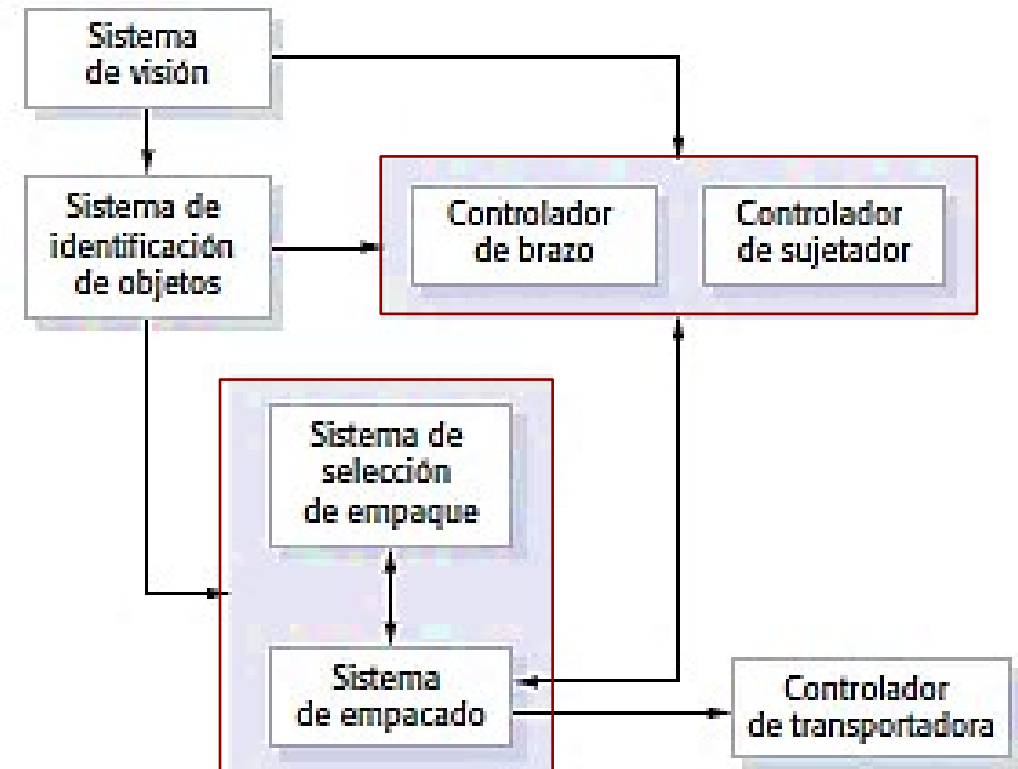 Sistema
de visión
Sistema de
identificación
de objetos
Controlador
de brazo
Controlador
de sujetador
Sistema de
selección
de empaque
Sistema
de empacado
Controlador
de transportadora